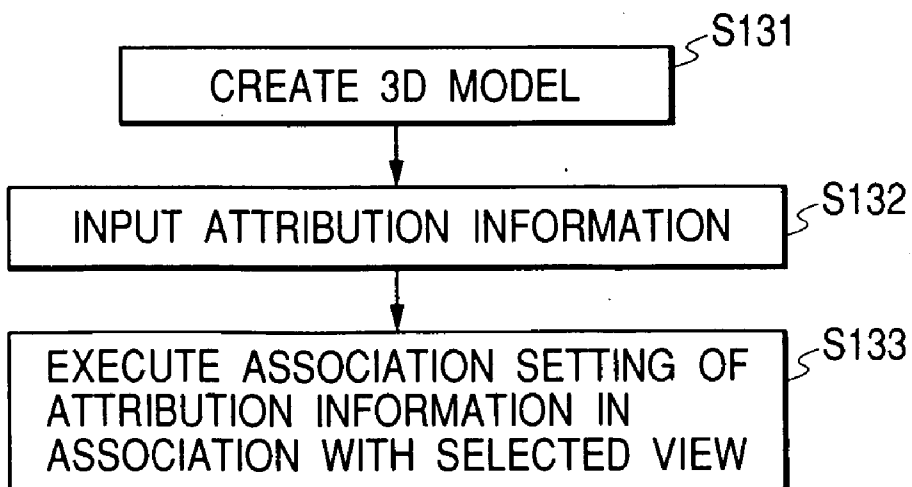 S131
CREATE 3D MODEL
S132
INPUT ATTRIBUTION INFORMATION
S133
EXECUTE ASSOCIATION SETTING OF
ATTRIBUTION INFORMATION IN
ASSOCIATION WITH SELECTED VIEW